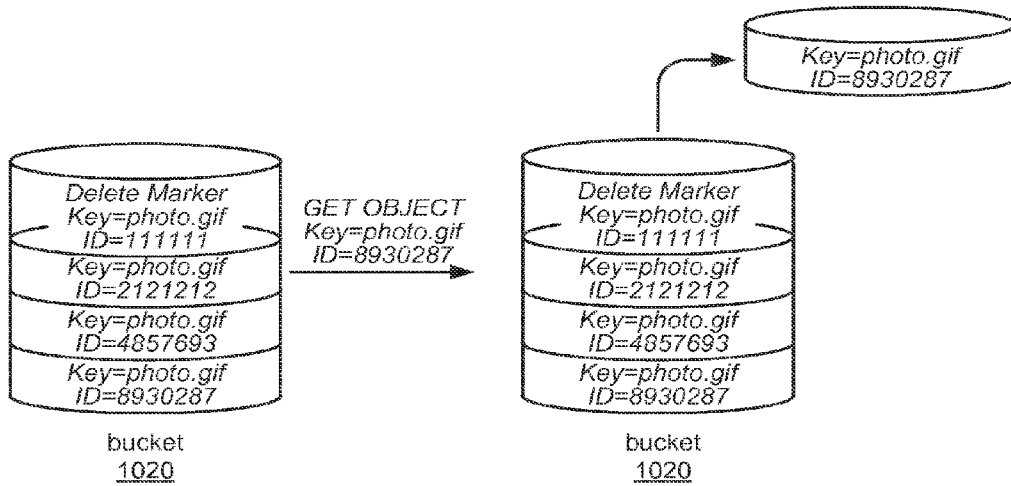 Key=photo.gif
ID=8930287
Delete Marker
Key=photo.gif
ID=111111
Key=photo.gif
ID=2121212
Key=photo.gif
ID=4857693
Key=photo.gif
ID=8930287
bucket
1020
GET OBJECT
Key=photo.gif
ID=8930287
Delete Marker
Key=photo.gif
ID=111111
Key=photo.gif
ID=2121212
Key=photo.gif
ID=4857693
Key=photo.gif
ID=8930287
bucket
1020